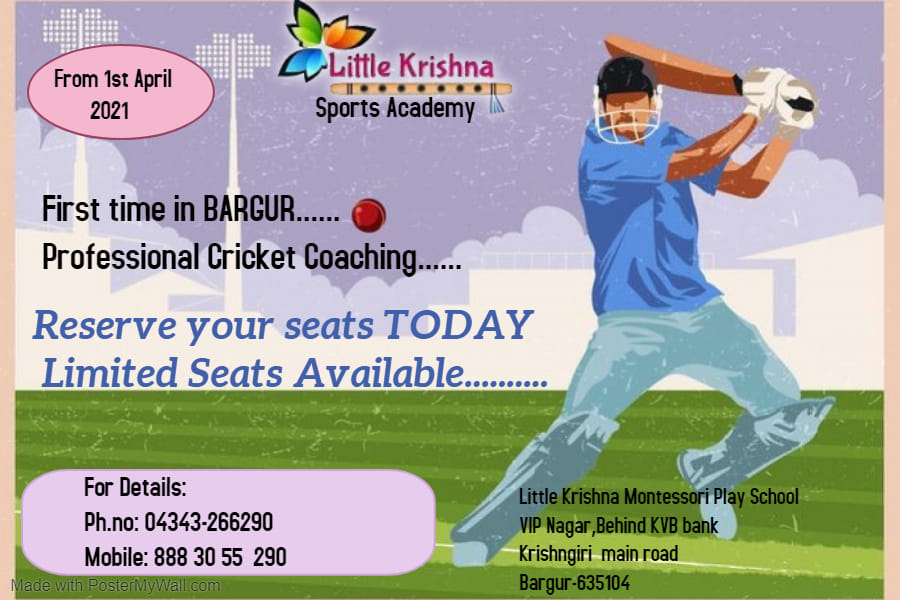 From 1st April
2021
Little Krishna
Sports Academy
First time in BARGUR......
Professional Cricket Coaching......
Reserve your seats TODAY
Limited Seats Available..........
For Details:
Ph.no: 04343-266290
Mobile: 888 30 55  290
Little Krishna Montessori Play School
VIP Nagar,Behind KVB bank
Krishngiri  main road
Bargur-635104
Made with PosterMyWall.com